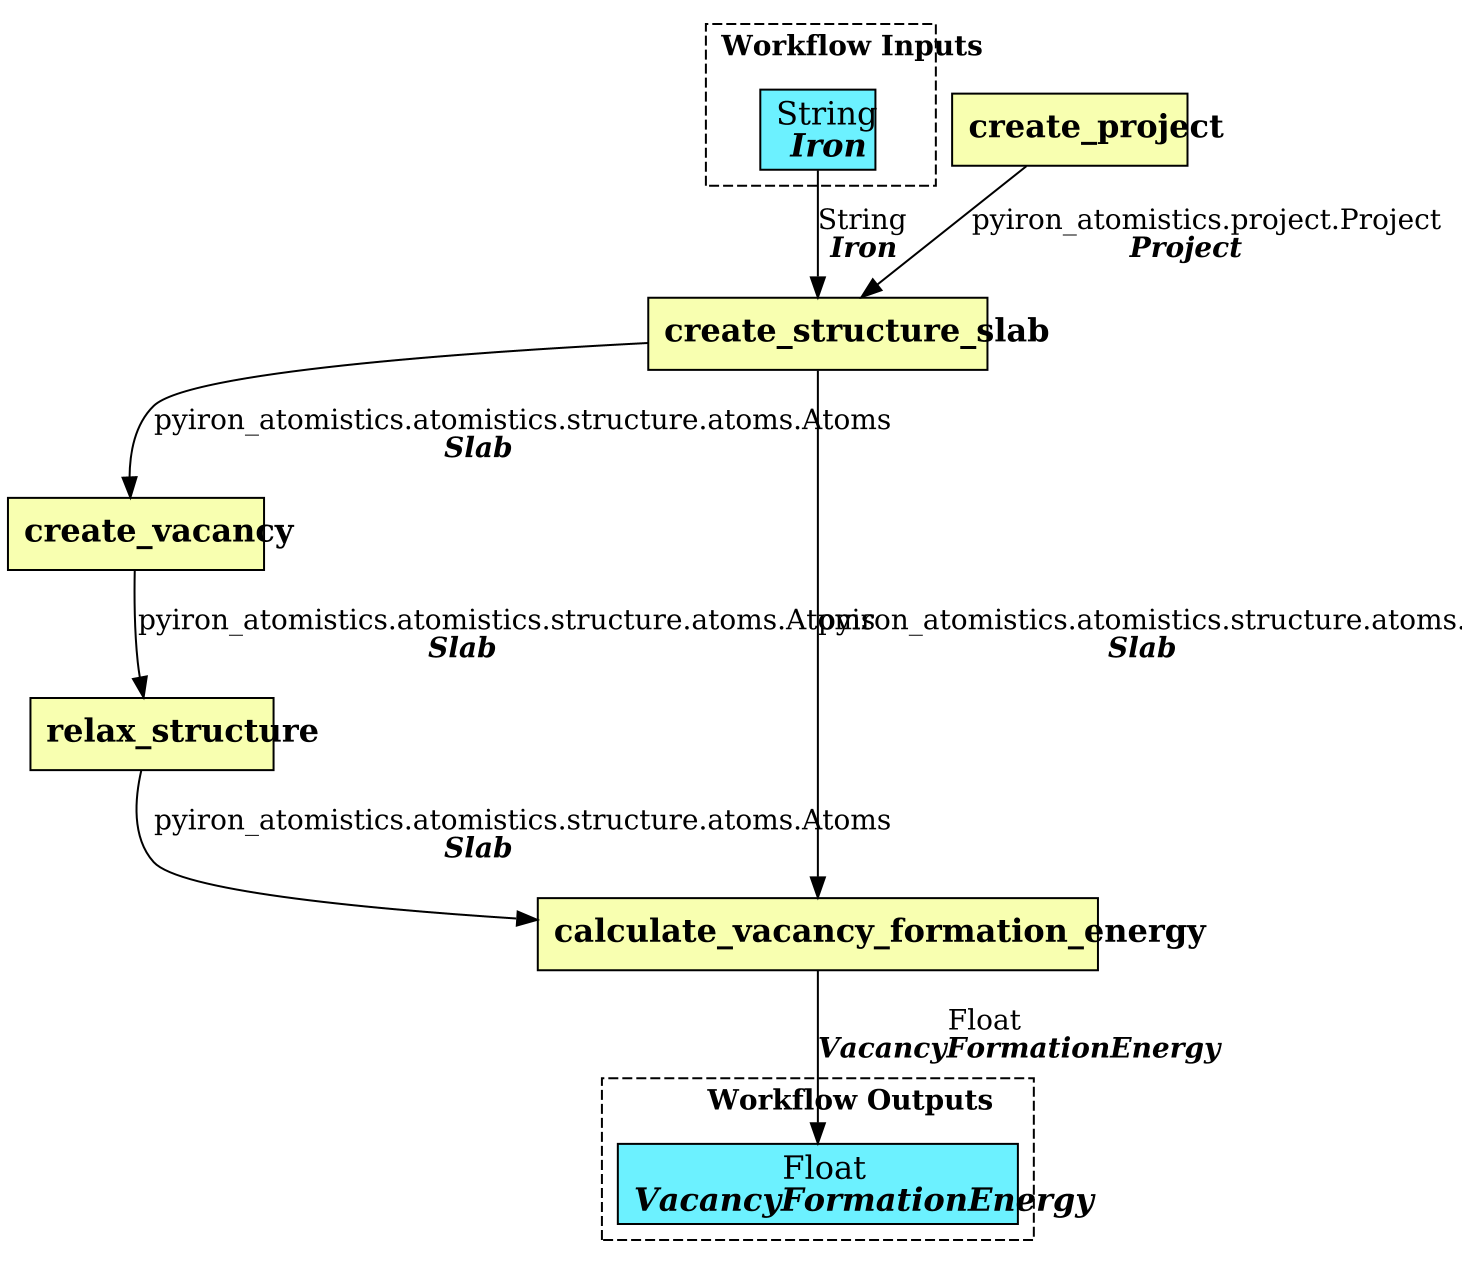 Workflow Inputs
String
Iron
create_project
String
Iron
pyiron_atomistics.project.Project
Project
create_structure_slab
pyiron_atomistics.atomistics.structure.atoms.Atoms
Slab
create_vacancy
pyiron_atomistics.atomistics.structure.atoms.Atoms
Slab
pyiron_atomistics.atomistics.structure.atoms.
Slab
relax_structure
pyiron_atomistics.atomistics.structure.atoms.Atoms
Slab
calculate_vacancy_formation_energy
Float
VacancyFormationEnergy
Workflow Outputs
Float
VacancyFormationEnergy